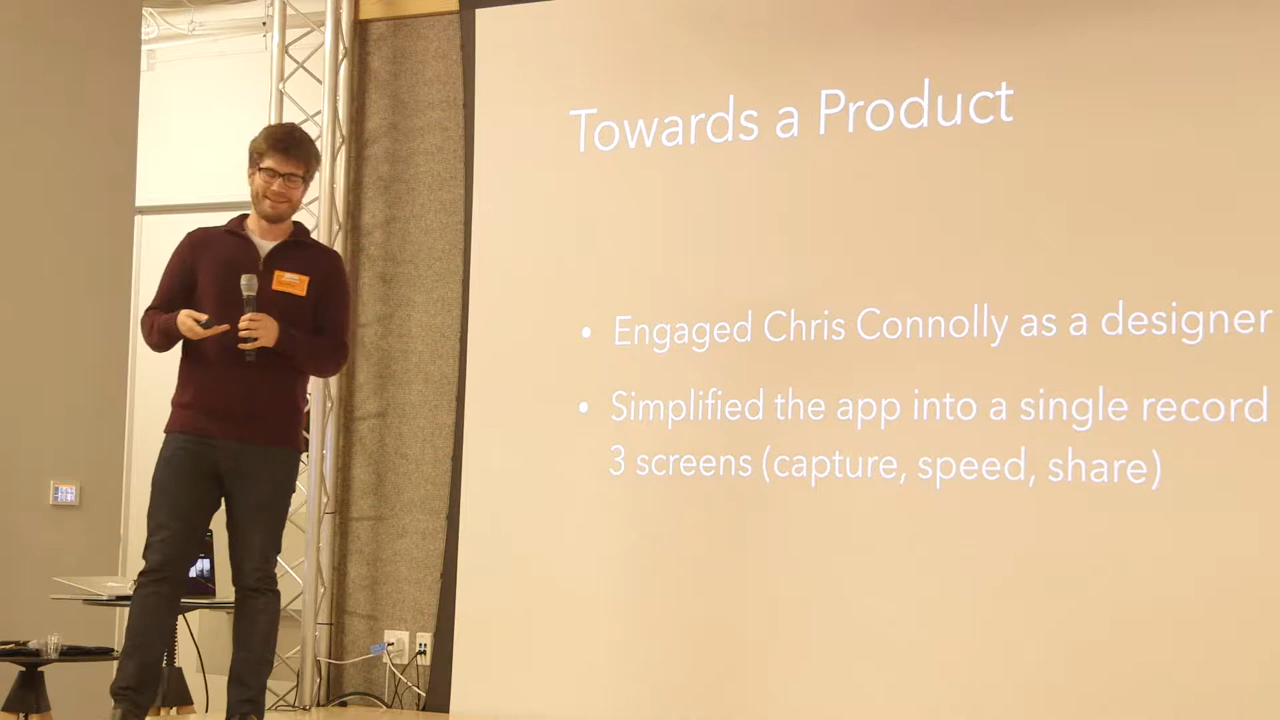 Towards a Product
• Engaged Chris Connolly as a designer
• Simplified the app into a single record
3 screens (capture, speed, share)